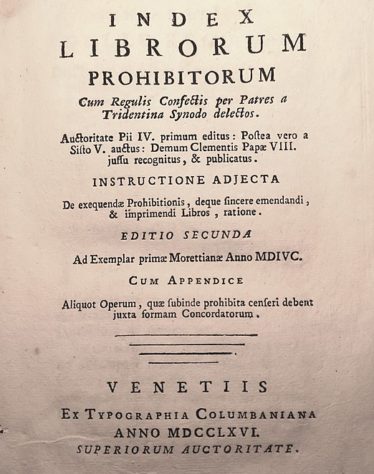 INDEX
LIBRORUM
PROHIBITORUM
Cum Regulis Confectis per Patres a
Tridentina Synodo delectos.
Auctoritate Pii IV. primum editus: Postea vero a
Sisto V. auctus: Demum Clementis Papæ VIII.
jussu recognitus, & publicatus.
INSTRUCTIONE ADJECTA
De exequendæ Prohibitionis, deque sincere emendandi,
& imprimendi Libros, ratione.
EDITIO SECUNDA
Ad Exemplar primæ Morettianæ Anno MDIVC.
CUM APPENDICE
Aliquot Operum, quæ subinde prohibita censeri debent
juxta formam Concordatorum.
VENETIIS
EX TYPOGRAPHIA COLUMBANIANA
ANNO MDCCLXVI.
SUPERIORUM AUCTORITATE.